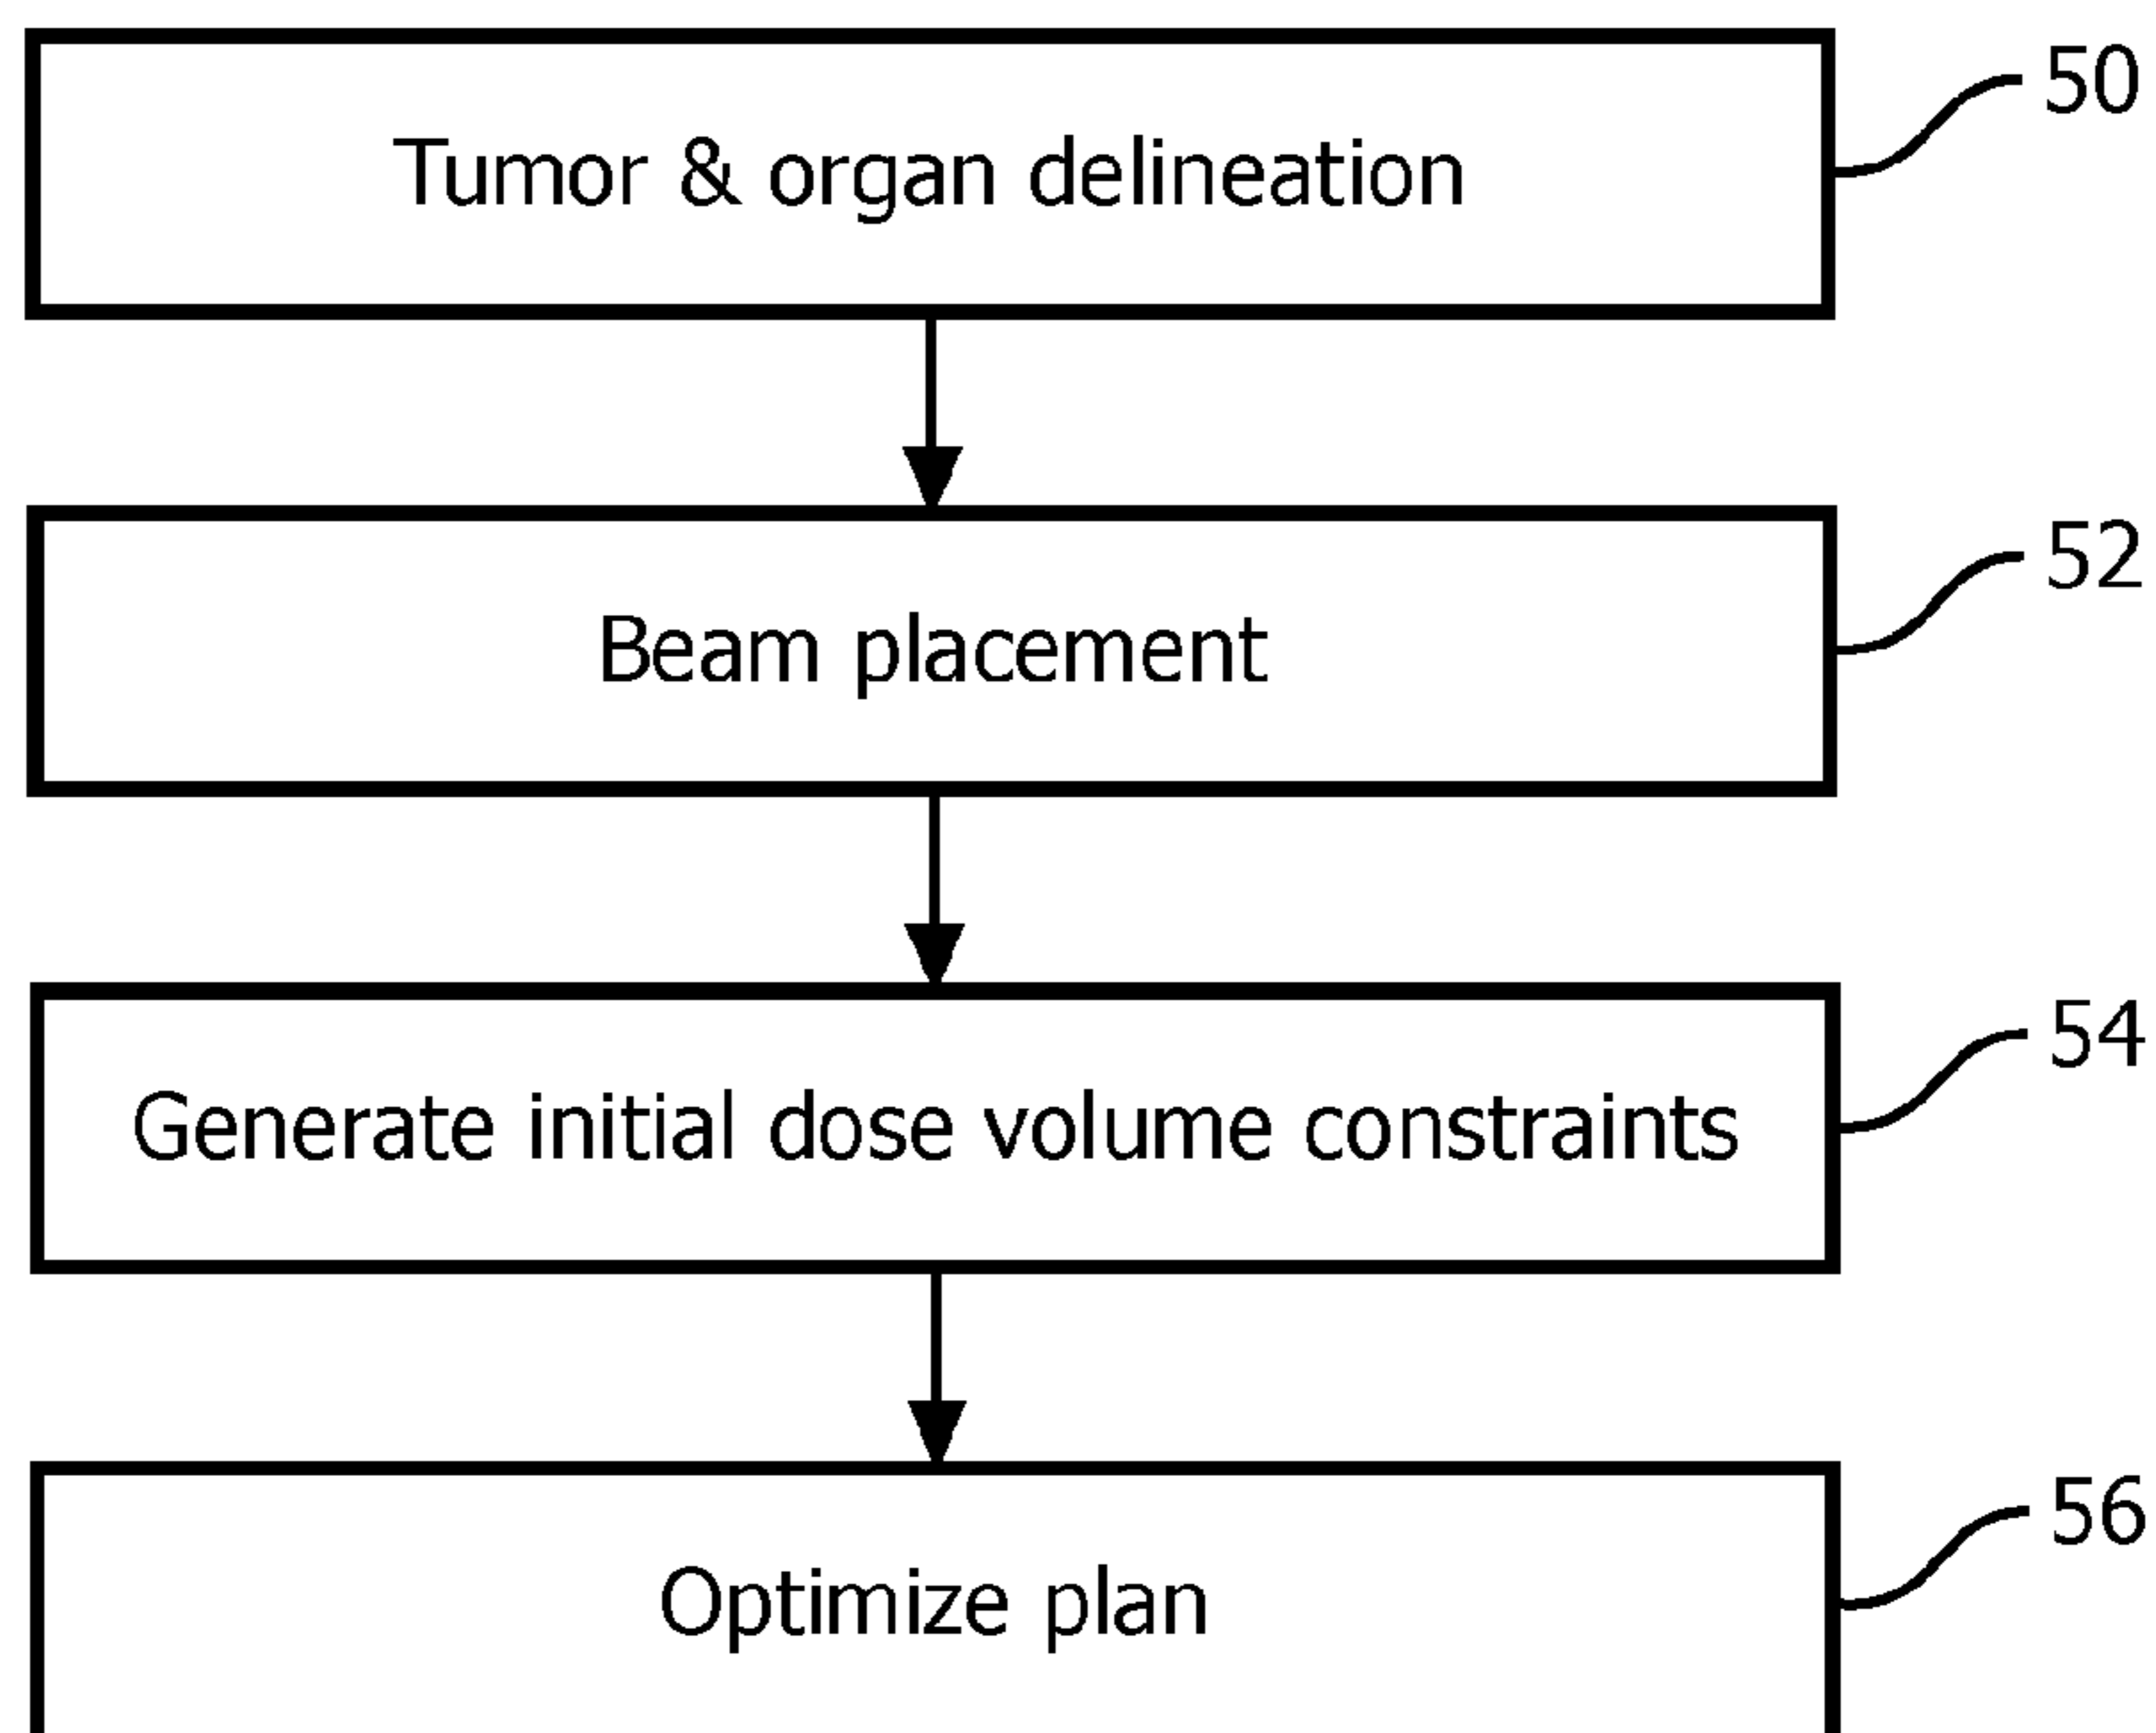 50
Tumor & organ delineation
52
Beam placement
54
Generate initial dose volume constraints
56
Optimize plan